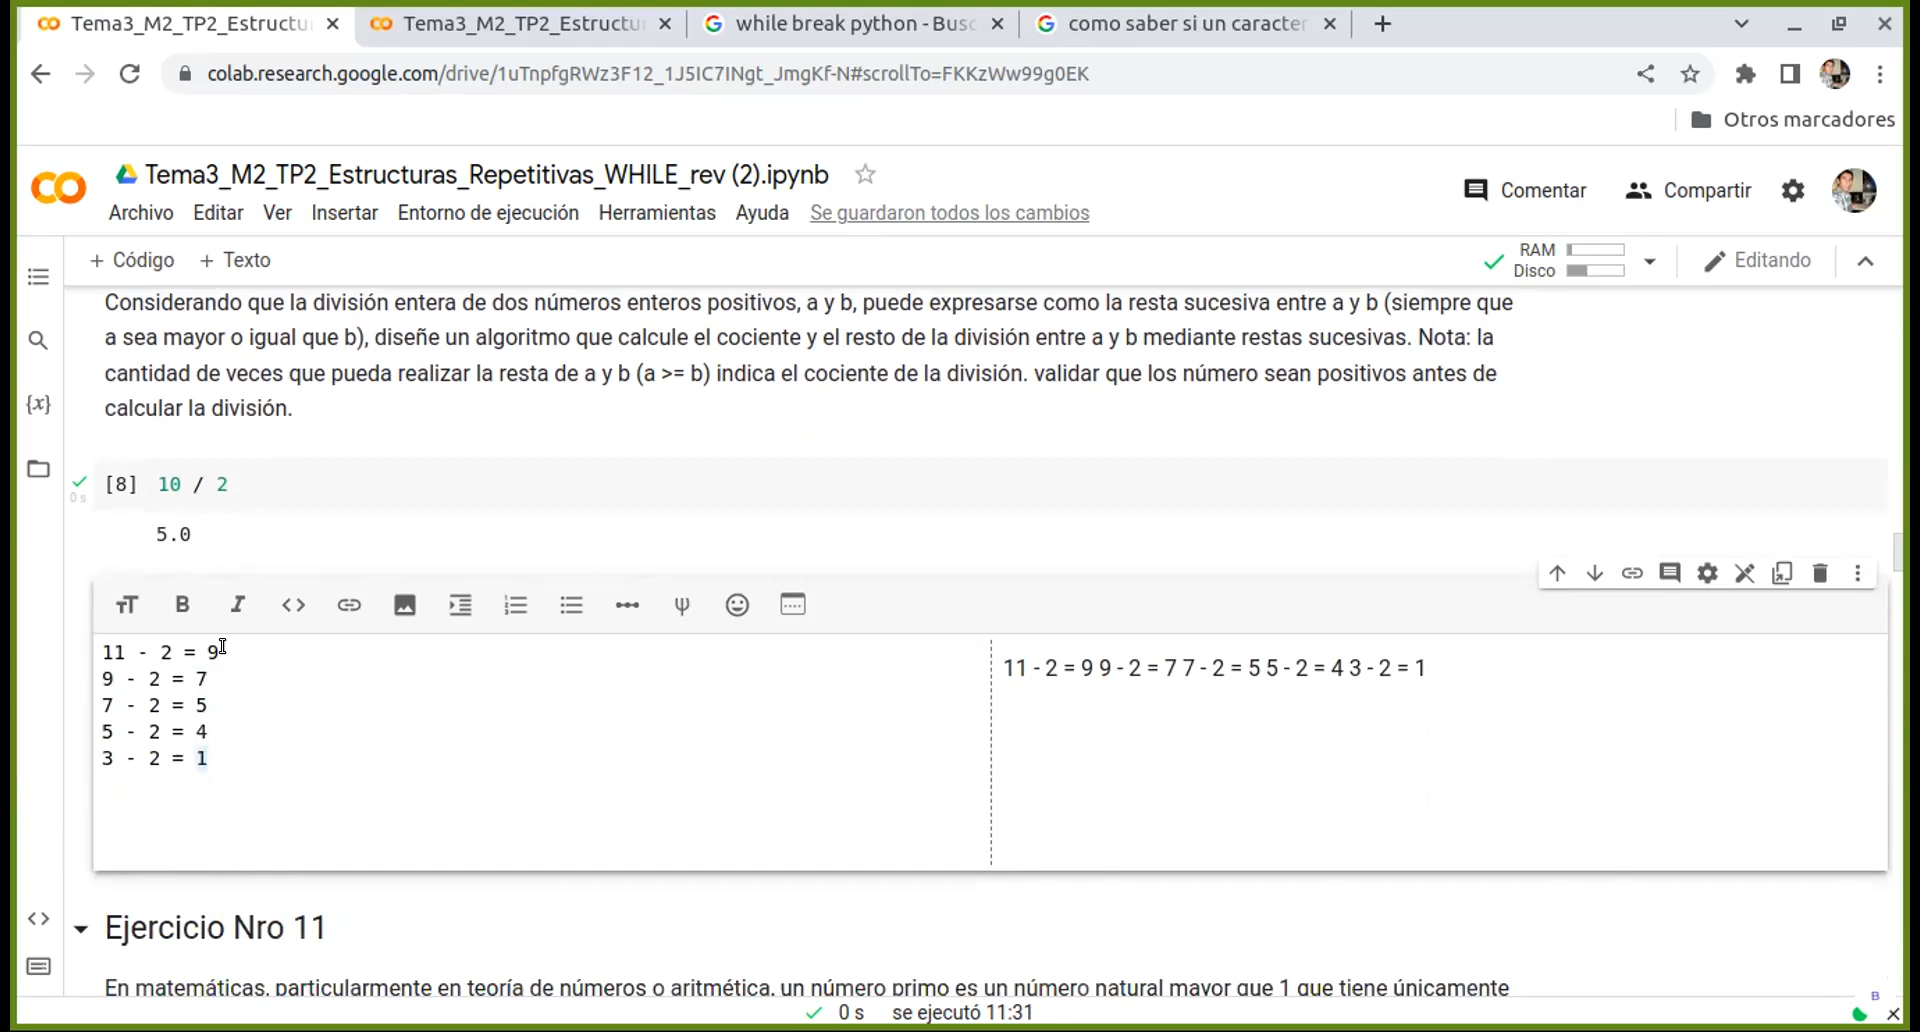 Tema3_M2_TP2_Estructu
Tema3_M2_TP2_Estructu
while break python - Busc
como saber si un caracter
colab.research.google.com/drive/1uTnpfgRWz3F12_1J5IC7INgt_JmgKf-N#scrollTo=FKKzWw99g0EK
Otros marcadores
Tema3_M2_TP2_Estructuras_Repetitivas_WHILE_rev (2).ipynb
Comentar
Compartir
Archivo Editar Ver Insertar Entorno de ejecución Herramientas Ayuda Se guardaron todos los cambios
+ Código + Texto
RAM
Disco
Editando
Considerando que la división entera de dos números enteros positivos, a y b, puede expresarse como la resta sucesiva entre a y b (siempre que
a sea mayor o igual que b), diseñe un algoritmo que calcule el cociente y el resto de la división entre a y b mediante restas sucesivas. Nota: la
cantidad de veces que pueda realizar la resta de a y b (a >= b) indica el cociente de la división. validar que los número sean positivos antes de
calcular la división.
[8] 10 / 2
0 s
5.0
11 - 2 = 9
9 - 2 = 7
7 - 2 = 5
5 - 2 = 4
3 - 2 = 1
11 - 2 = 9 9 - 2 = 7 7 - 2 = 5 5 - 2 = 4 3 - 2 = 1
Ejercicio Nro 11
En matemáticas, particularmente en teoría de números o aritmética, un número primo es un número natural mayor que 1 que tiene únicamente
0 s se ejecutó 11:31
B